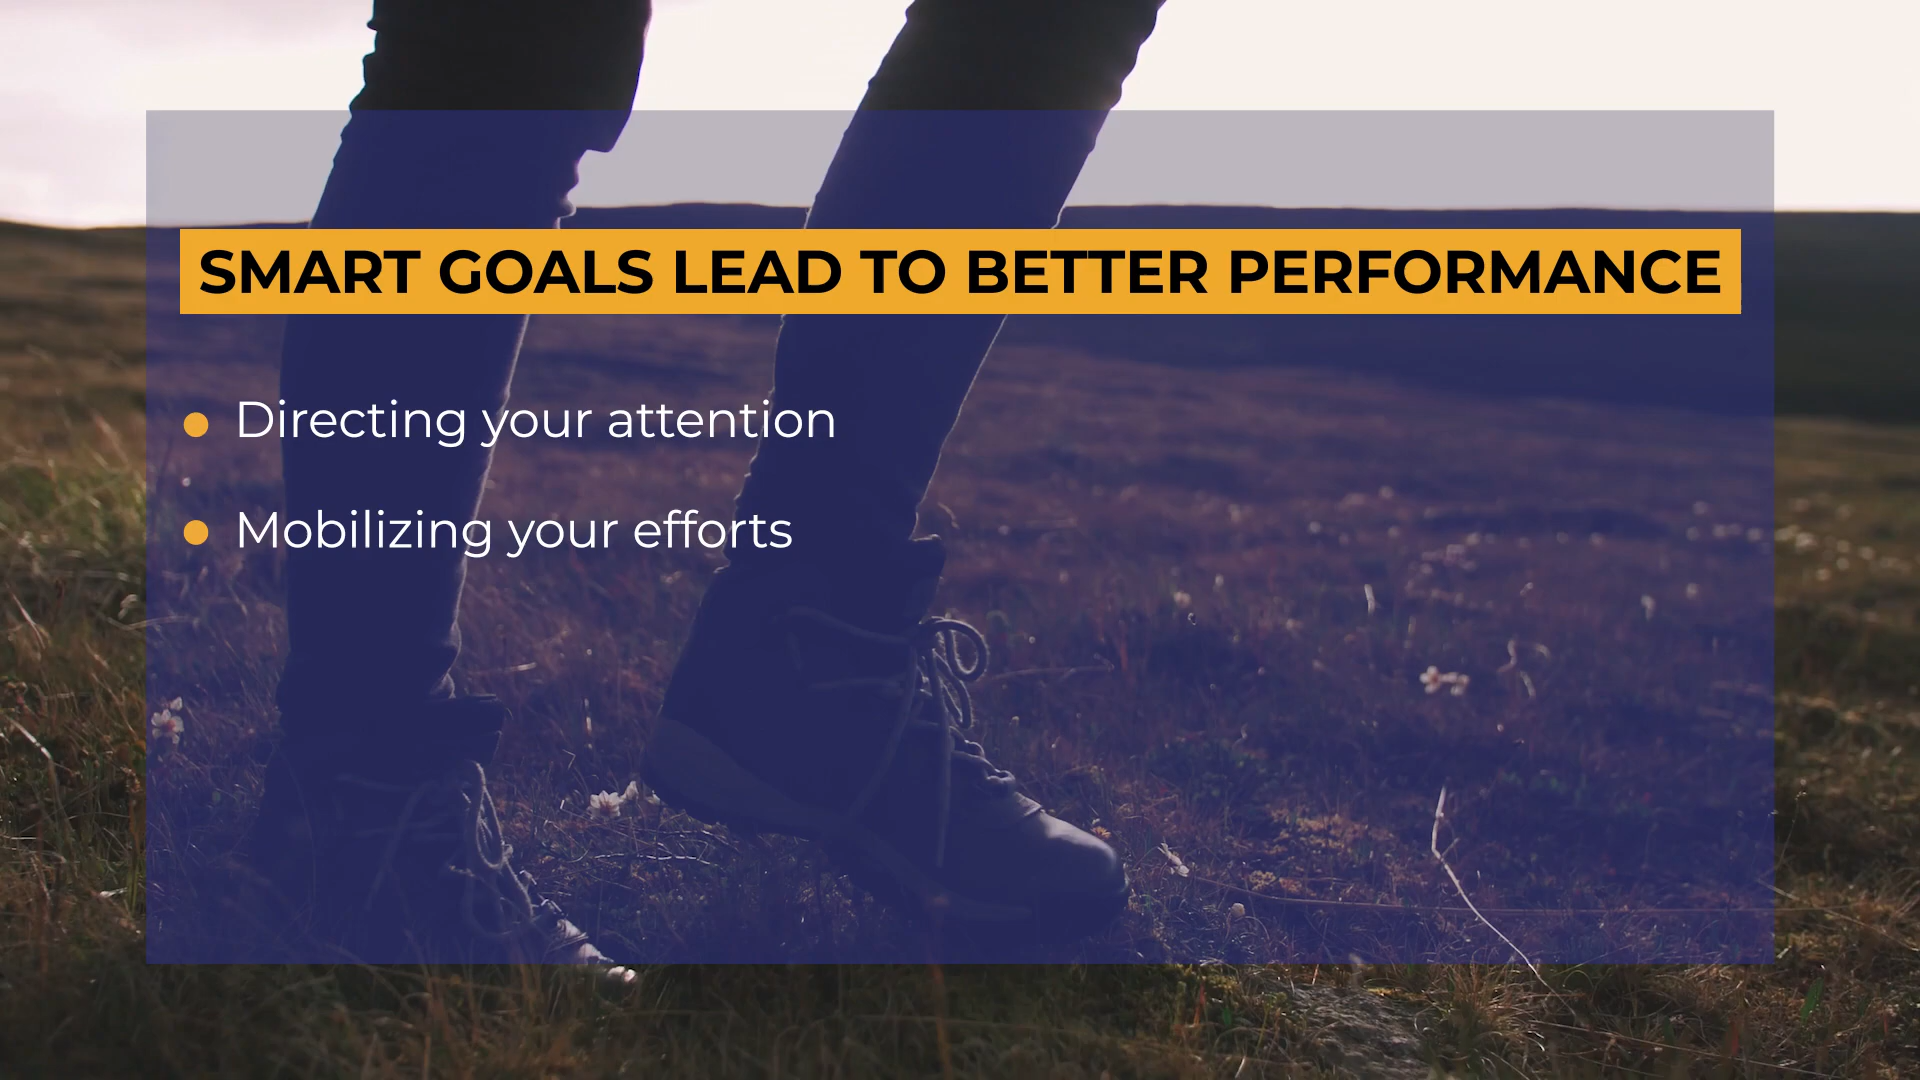 SMART GOALS LEAD TO BETTER PERFORMANCE
Directing your attention
Mobilizing your efforts